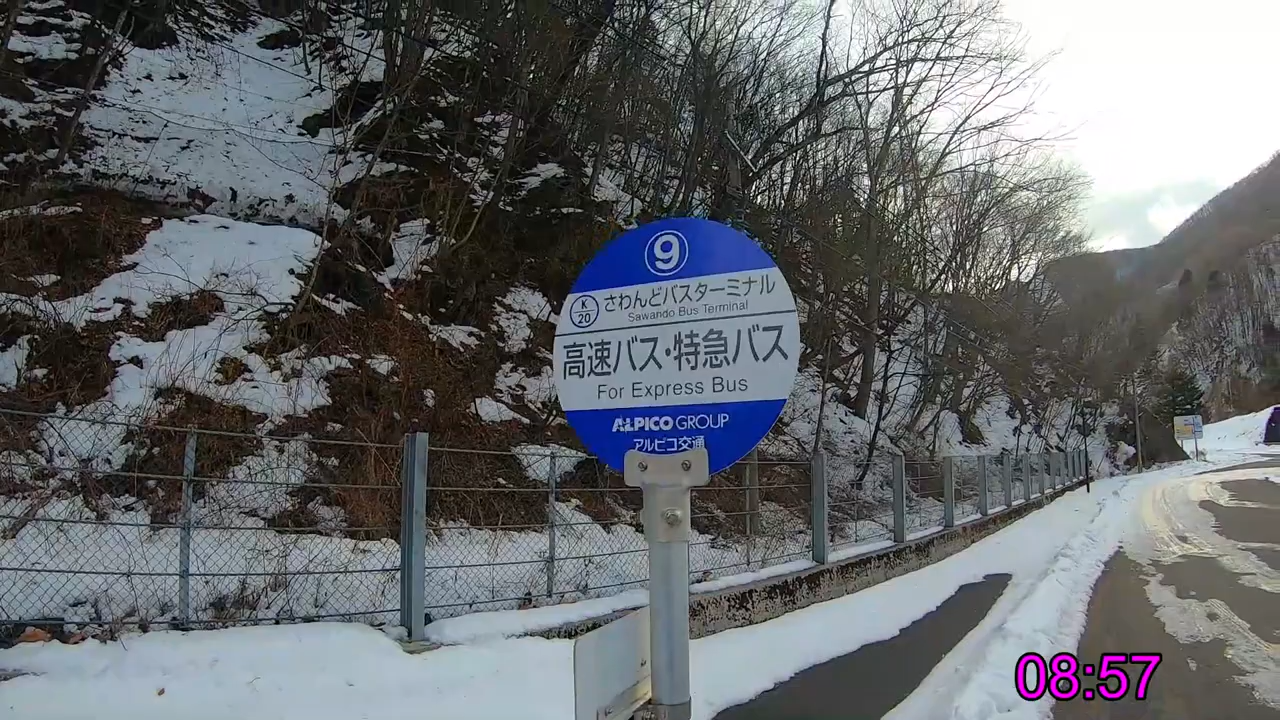 9
K 20 さわんどバスターミナル
Sawando Bus Terminal
高速バス・特急バス
For Express Bus
ALPICO GROUP
アルピコ交通
08:57